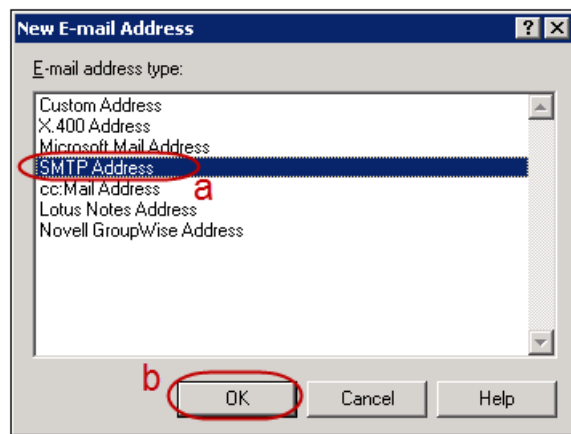 New E-mail Address
E-mail address type:
Custom Address
X.400 Address
Microsoft Mail Address
SMTP Address
a
cc:Mail Address
Lotus Notes Address
Novell GroupWise Address
b
OK Cancel Help